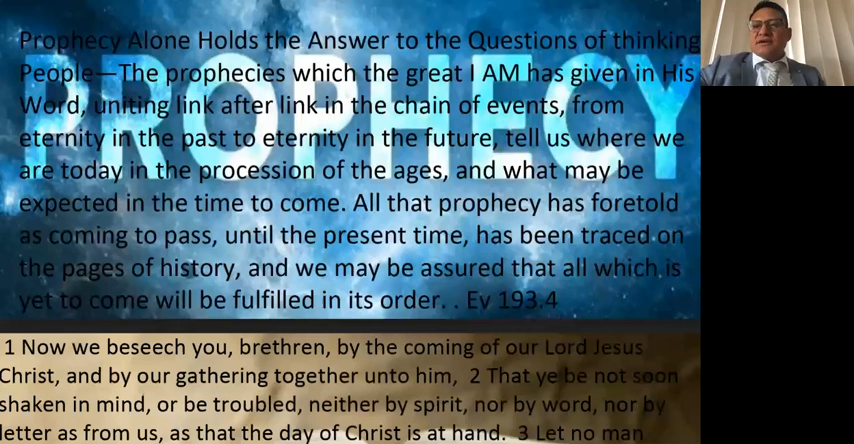 PROPHECY
Prophecy Alone Holds the Answer to the Questions of thinking
People—The prophecies which the great I AM has given in His
Word, uniting link after link in the chain of events, from
eternity in the past to eternity in the future, tell us where we
are today in the procession of the ages, and what may be
expected in the time to come. All that prophecy has foretold
as coming to pass, until the present time, has been traced on
the pages of history, and we may be assured that all which is
yet to come will be fulfilled in its order. . Ev 193.4
1 Now we beseech you, brethren, by the coming of our Lord Jesus
Christ, and by our gathering together unto him, 2 That ye be not soon
shaken in mind, or be troubled, neither by spirit, nor by word, nor by
letter as from us, as that the day of Christ is at hand. 3 Let no man